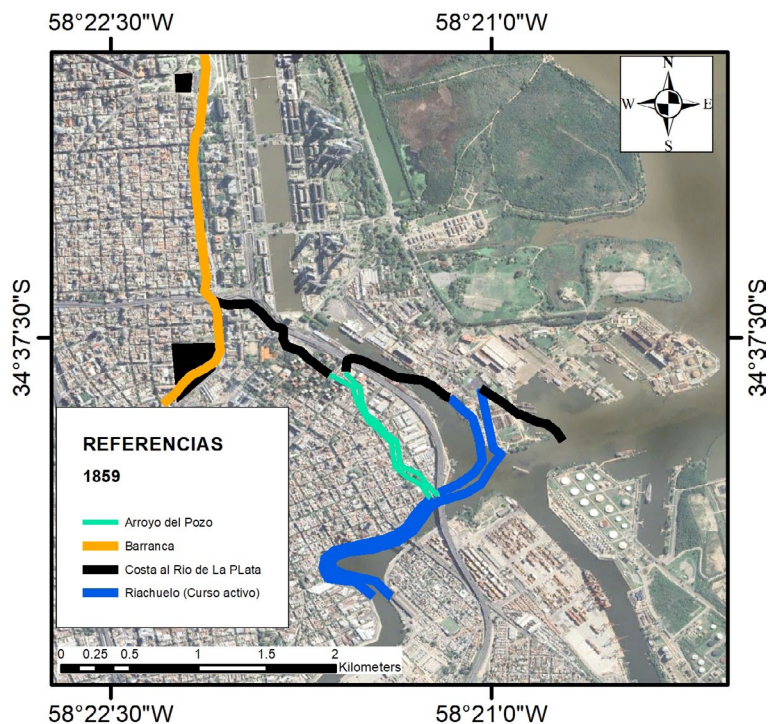 58°22'30"W 58°21'0"W
N
W E
S
34°37'30"S 34°37'30"S
REFERENCIAS
1859
Arroyo del Pozo
Barranca
Costa al Rio de La PLata
Riachuelo (Curso activo)
0 0.25 0.5 1 1.5 2
Kilometers
58°22'30"W 58°21'0"W